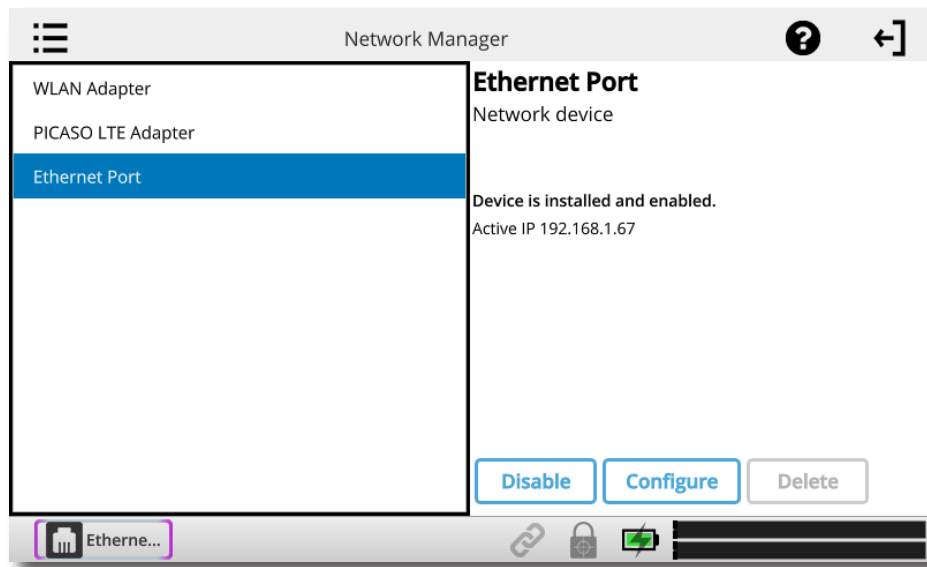 Network Manager
WLAN Adapter
PICASO LTE Adapter
Ethernet Port
Ethernet Port
Network device
Device is installed and enabled.
Active IP 192.168.1.67
Disable
Configure
Delete
Etherne...